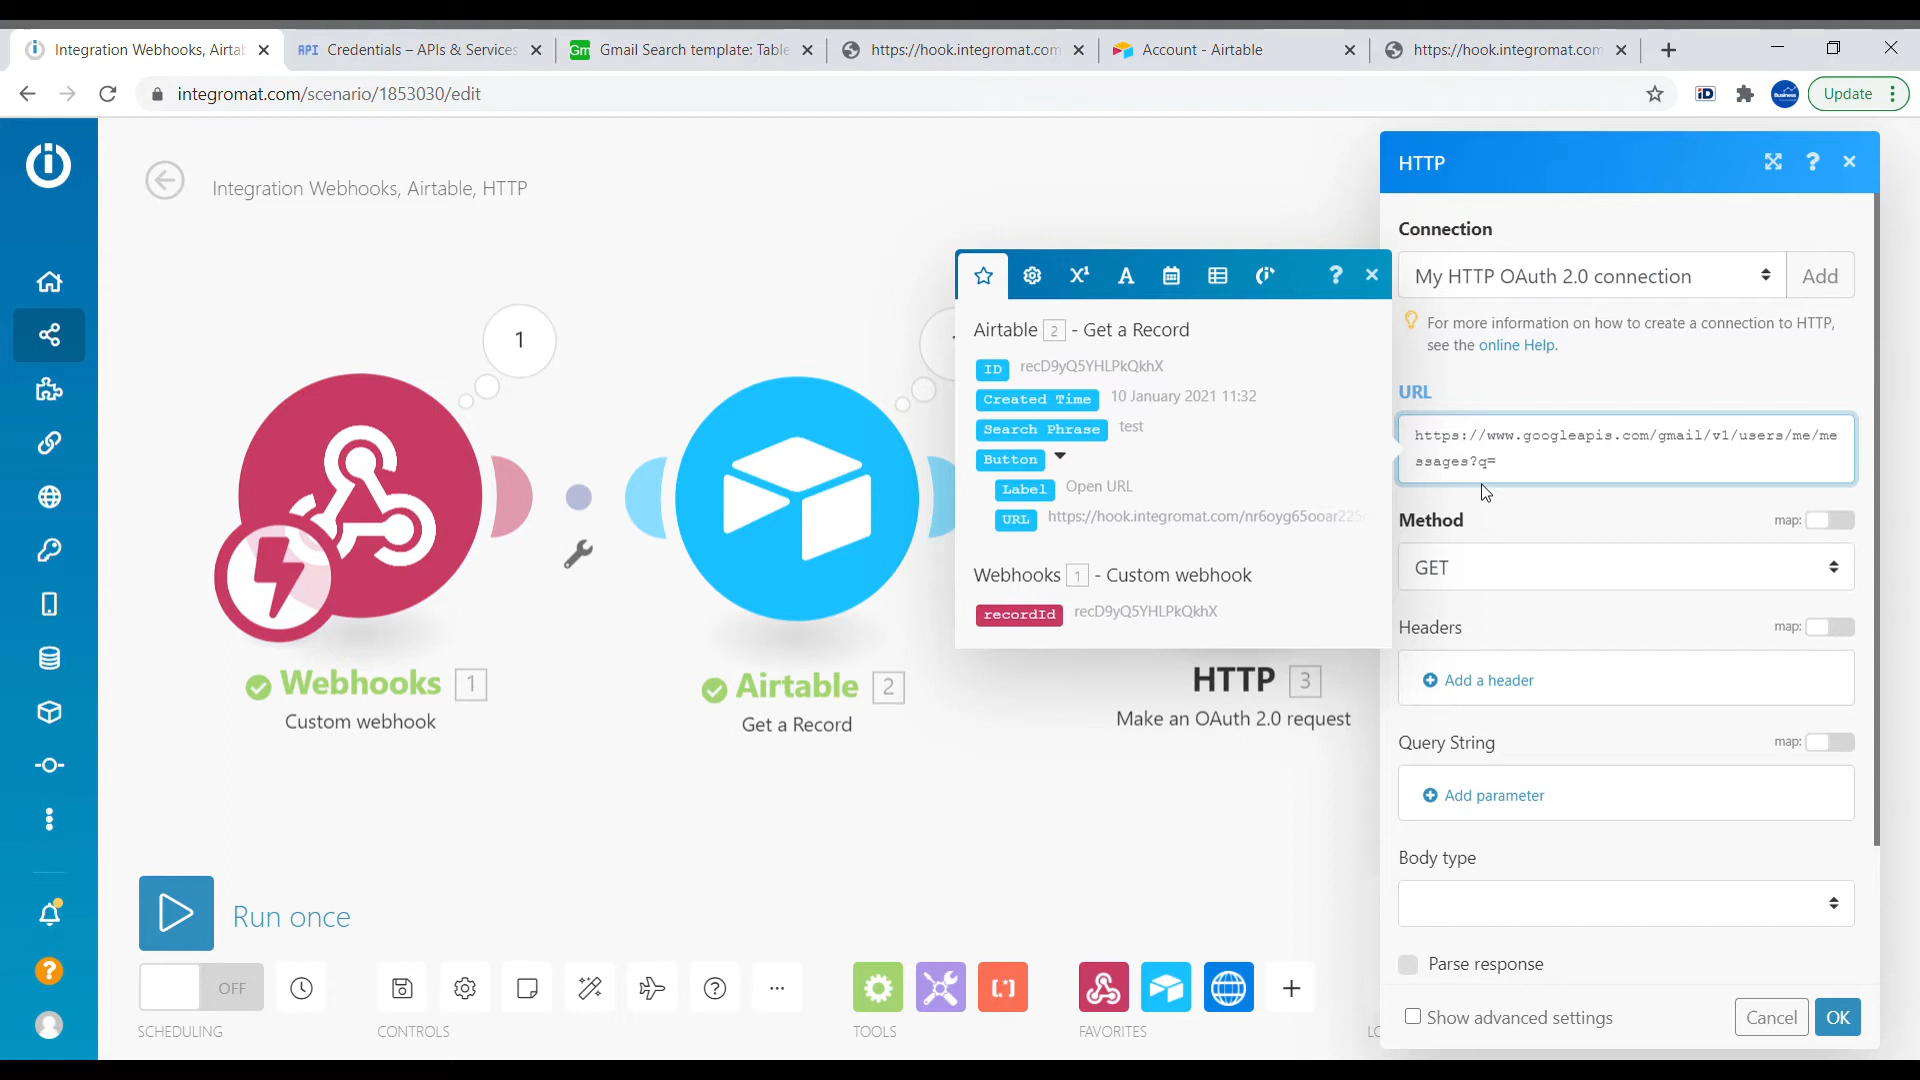 Integration Webhooks, Airtab
API Credentials – APIs & Services
Gm Gmail Search template: Table
https://hook.integromat.com
Account - Airtable
https://hook.integromat.com
integromat.com/scenario/1853030/edit
iD
Business
Update
Integration Webhooks, Airtable, HTTP
1
Webhooks 1
Custom webhook
Airtable 2
Get a Record
HTTP 3
Make an OAuth 2.0 request
Airtable 2 - Get a Record
ID recD9yQ5YHLPkQkhX
Created Time 10 January 2021 11:32
Search Phrase test
Button
Label Open URL
URL https://hook.integromat.com/nr6oyg65ooar225
Webhooks 1 - Custom webhook
recordId recD9yQ5YHLPkQkhX
HTTP
Connection
My HTTP OAuth 2.0 connection
Add
For more information on how to create a connection to HTTP,
see the online Help.
URL
https://www.googleapis.com/gmail/v1/users/me/me
ssages?q=
Method map:
GET
Headers map:
Add a header
Query String map:
Add parameter
Body type
Parse response
Show advanced settings
Cancel
OK
Run once
OFF
SCHEDULING
CONTROLS
TOOLS
FAVORITES